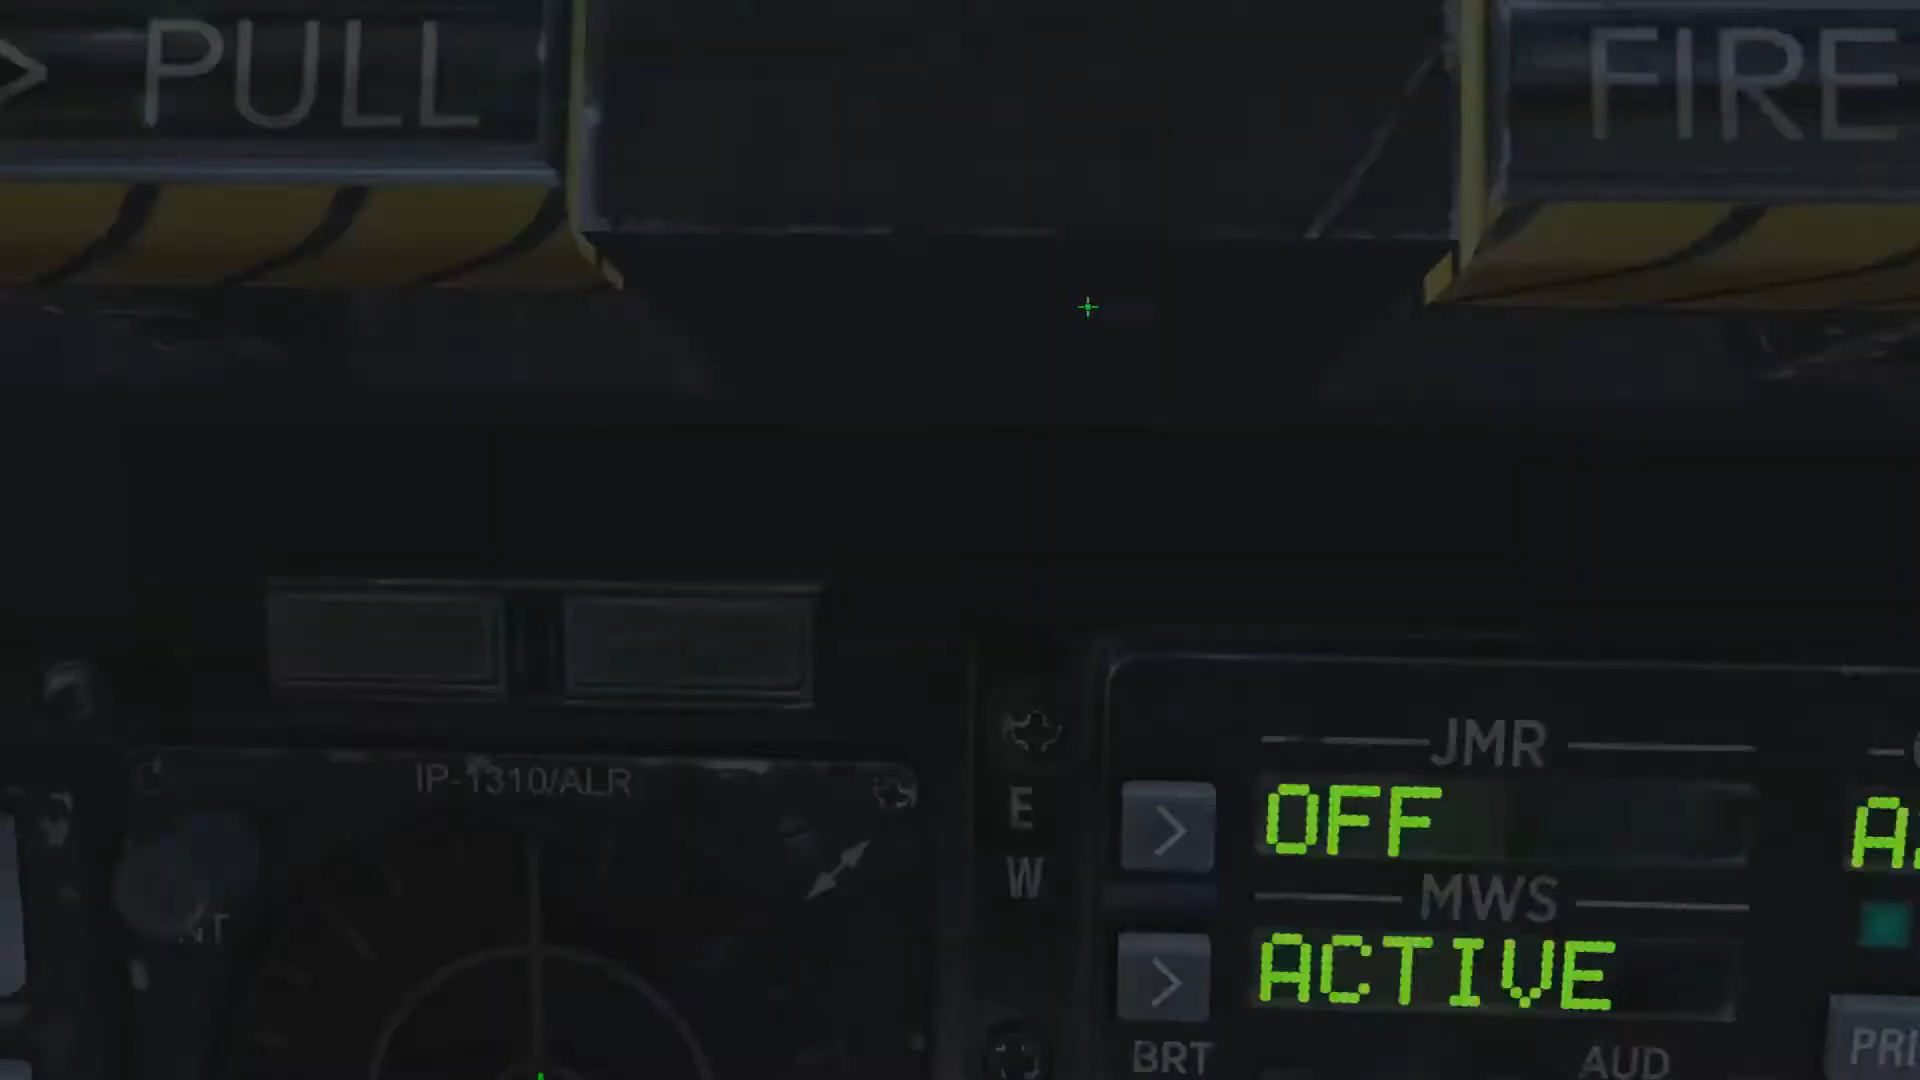 > PULL
FIRE
IP-1310/ALR
JMR
E
W
> OFF
MWS
> ACTIVE
BRT
AUD